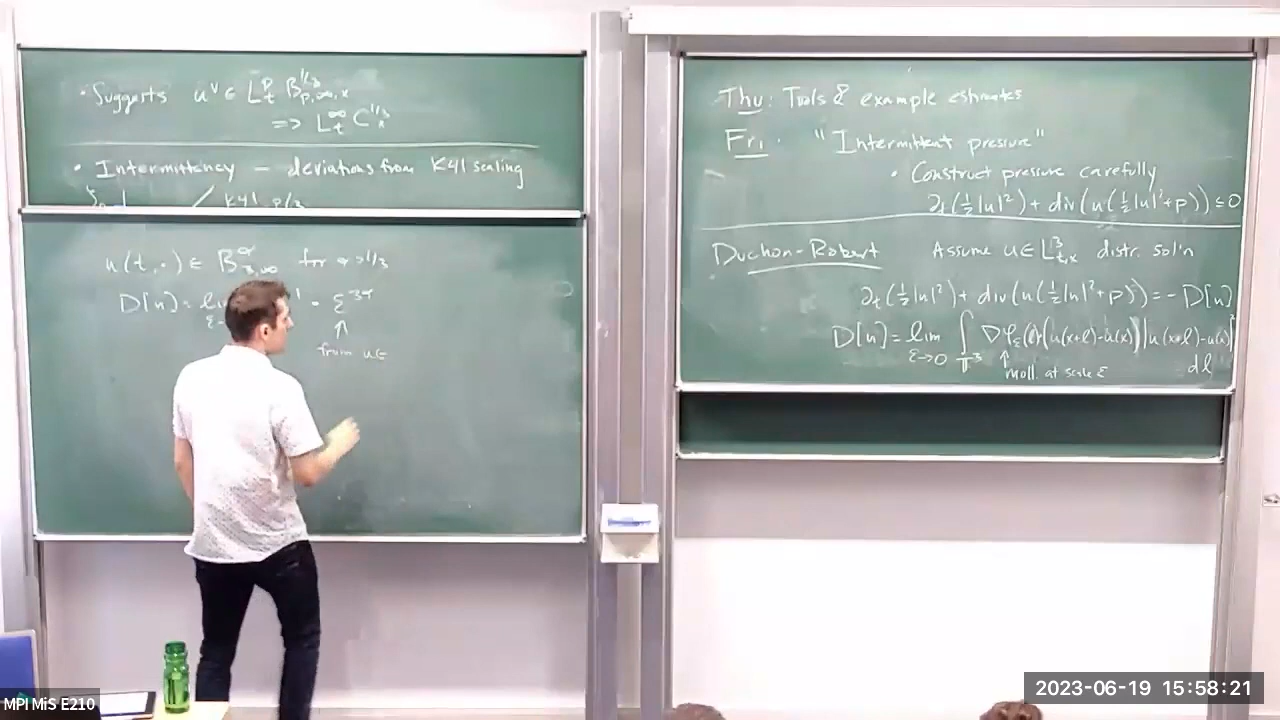 · Suggests u^ν ∈ L^p_t B^{1/3}_{p,∞,x}
=> L^∞_t C^{1/3}_x
· Intermittency – deviations from K41 scaling
K41 p/3
u(t,·) ∈ B^α_{3,∞} for α>1/3
D[u] = · ε^{3α}
↑
from u∈
Thu: Tools & example estimates
Fri: "Intermittent pressure"
· Construct pressure carefully
∂_t(½|u|²) + div(u(½|u|²+p)) ≤ 0
Duchon-Robert Assume u∈L³_{t,x} distr. sol'n
∂_t(½|u|²) + div(u(½|u|²+p)) = - D[u]
D[u] = lim_{ε→0} ∫_{𝕋³} ∇φ_ε(ℓ)·(u(x+ℓ)-u(x)) |u(x+ℓ)-u(x)|²
↑ moll. at scale ε dℓ
MPI MiS E210
2023-06-19 15:58:21